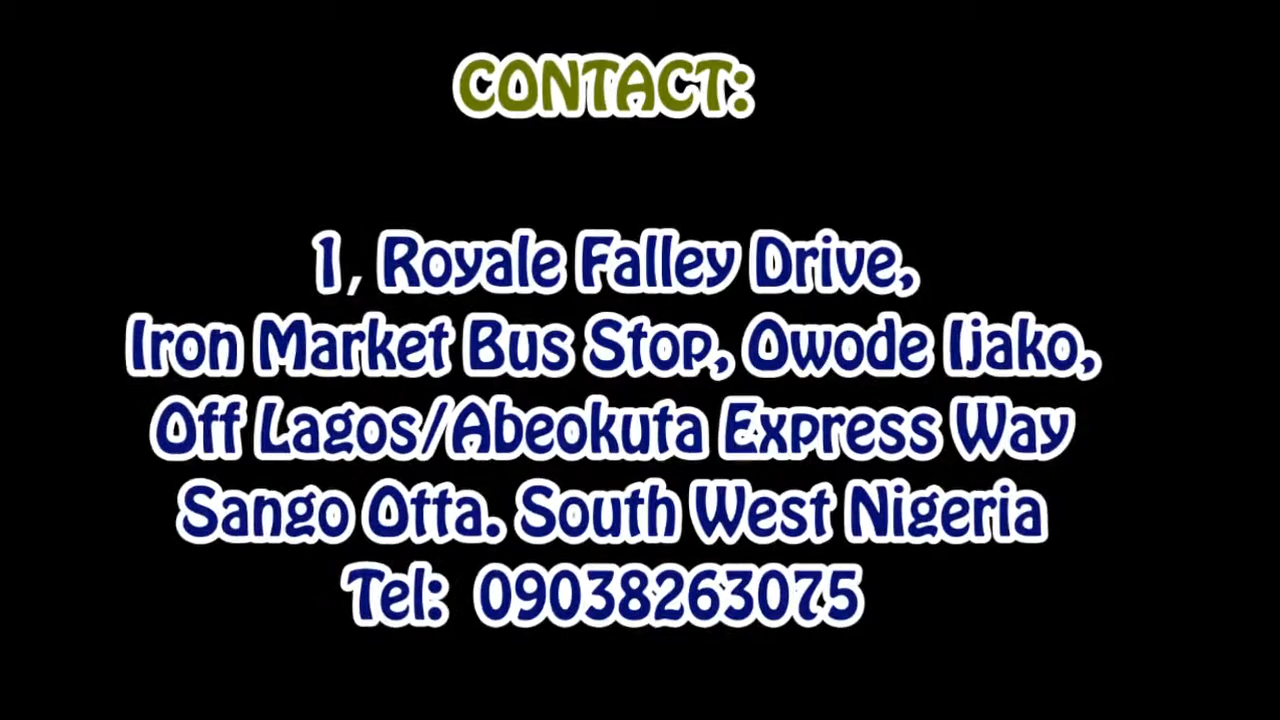 CONTACT:
1, Royale Falley Drive,
Iron Market Bus Stop, Owode Ijako,
Off Lagos/Abeokuta Express Way
Sango Otta. South West Nigeria
Tel: 09038263075